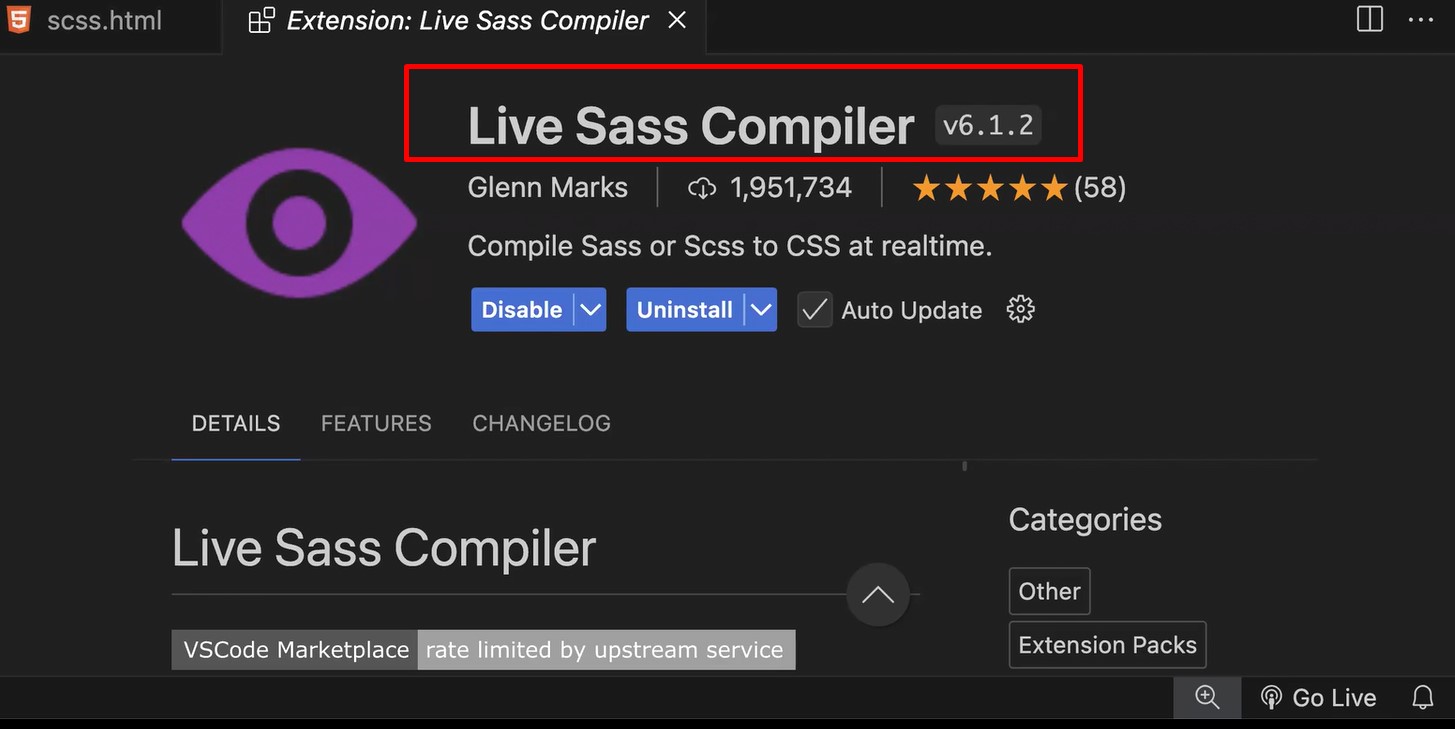 scss.html
Extension: Live Sass Compiler
Live Sass Compiler v6.1.2
Glenn Marks 1,951,734 (58)
Compile Sass or Scss to CSS at realtime.
Disable Uninstall Auto Update
DETAILS FEATURES CHANGELOG
Live Sass Compiler
VSCode Marketplace rate limited by upstream service
Categories
Other
Extension Packs
Go Live